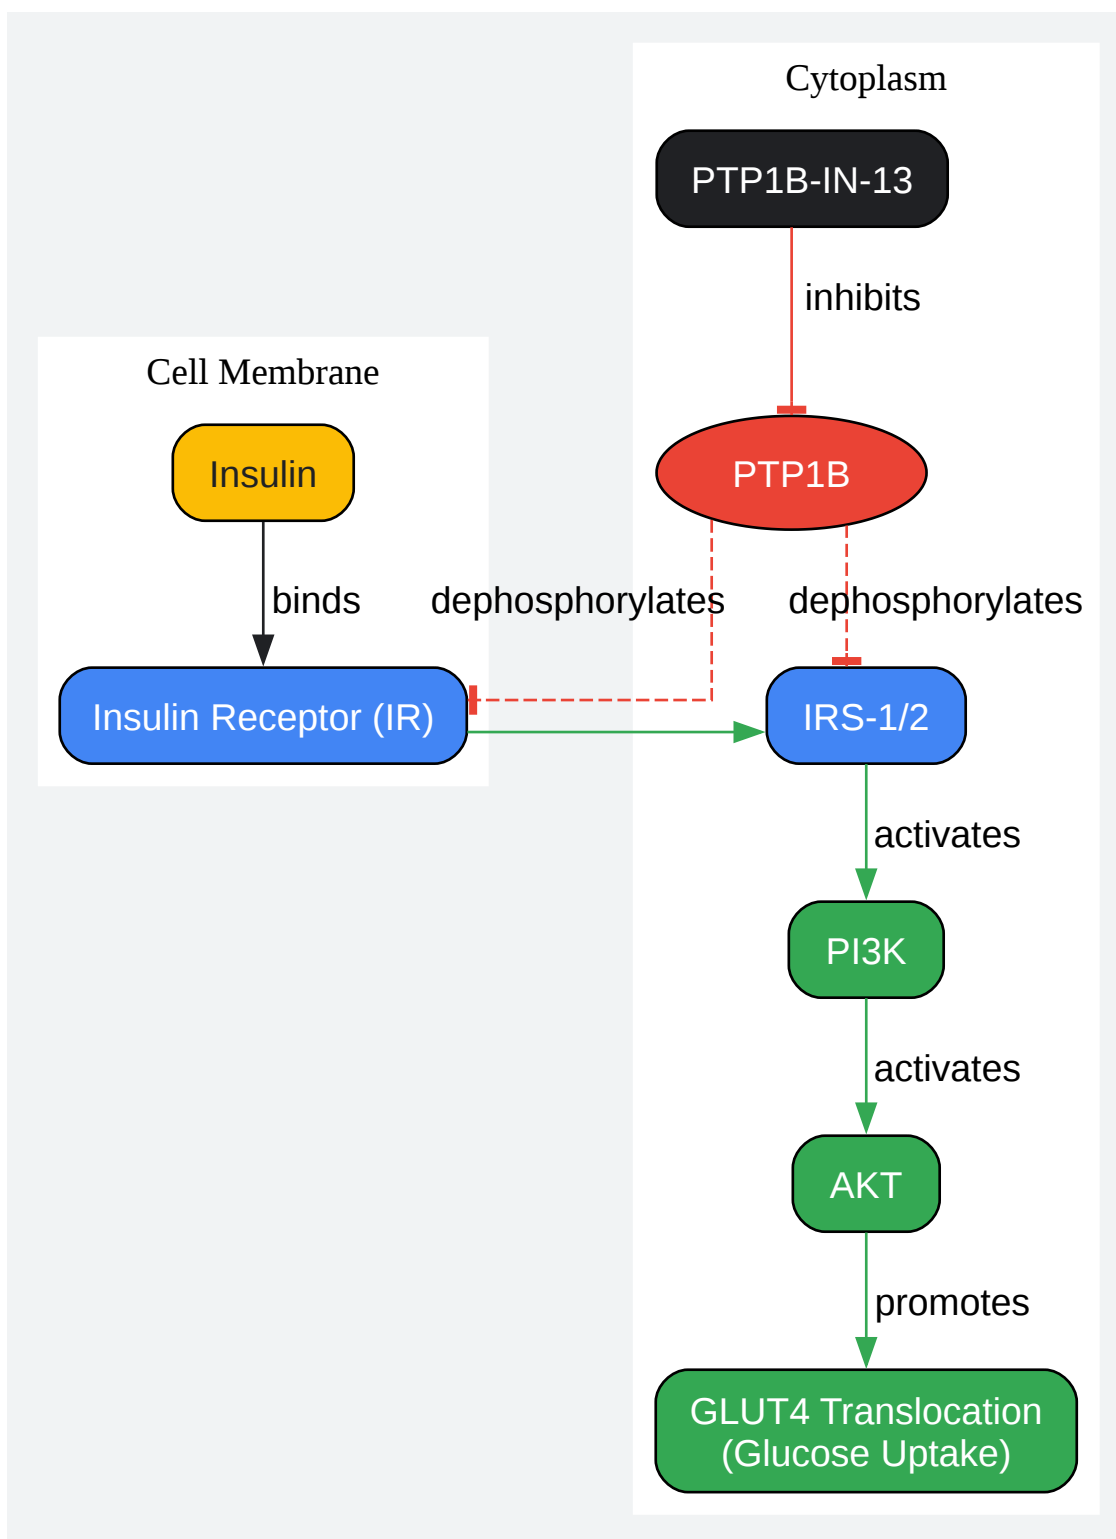 Cytoplasm
PTP1B-IN-13
inhibits
Cell Membrane
Insulin
PTP1B
binds
dephosphorylates
dephosphorylates
Insulin Receptor (IR)
IRS-1/2
activates
PI3K
activates
AKT
promotes
GLUT4 Translocation
(Glucose Uptake)